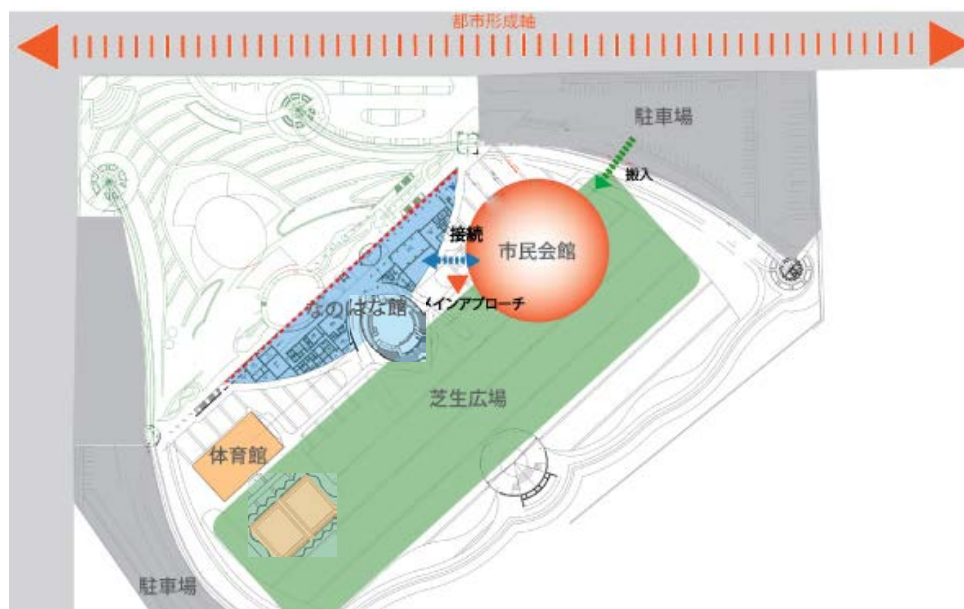 都市形成軸
駐車場
搬入
接続
市民会館
なのはな館
メインアプローチ
芝生広場
体育館
駐車場